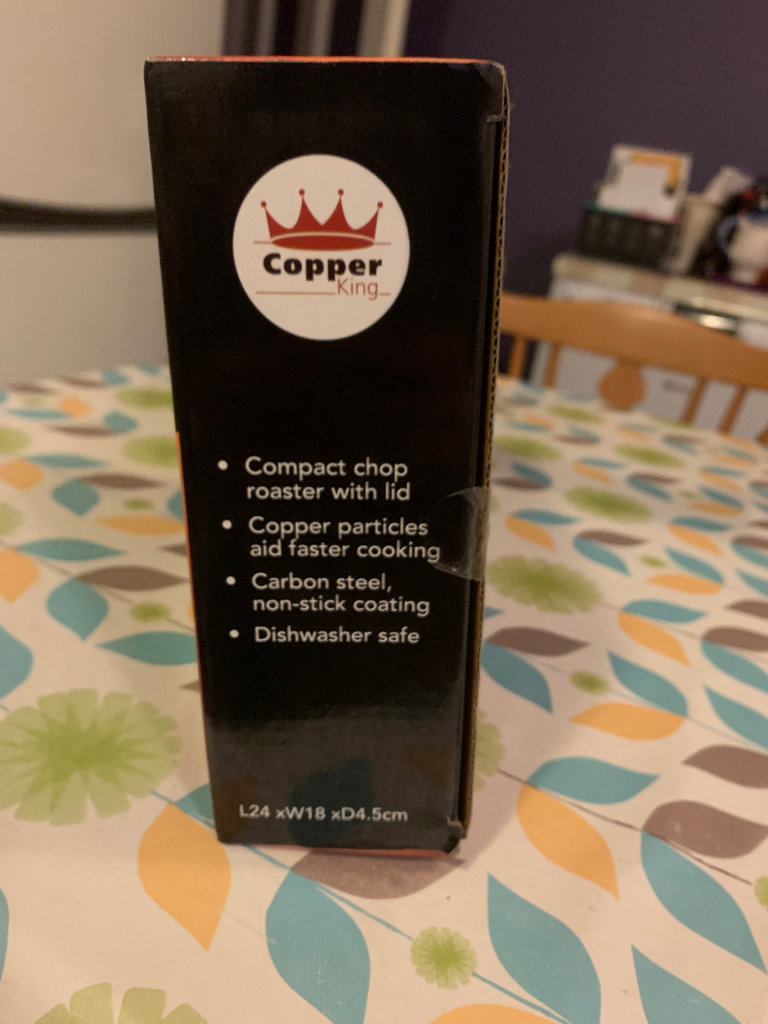 Copper
King
• Compact chop
roaster with lid
• Copper particles
aid faster cooking
• Carbon steel,
non-stick coating
• Dishwasher safe
L24 xW18 xD4.5cm